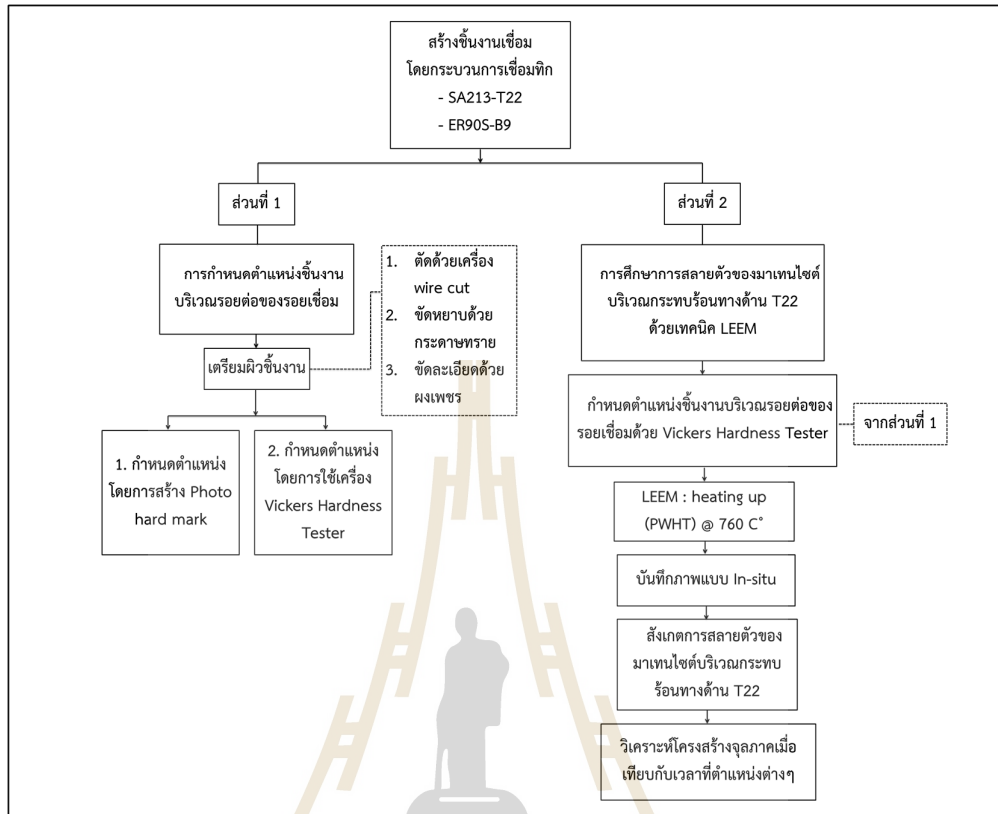 สร้างชิ้นงานเชื่อม
โดยกระบวนการเชื่อมทิก
- SA213-T22
- ER90S-B9
ส่วนที่ 1
ส่วนที่ 2
การกำหนดตำแหน่งชิ้นงาน
บริเวณรอยต่อของรอยเชื่อม
1. ตัดด้วยเครื่อง
wire cut
2. ขัดหยาบด้วย
กระดาษทราย
3. ขัดละเอียดด้วย
ผงเพชร
เตรียมผิวชิ้นงาน
1. กำหนดตำแหน่ง
โดยการสร้าง Photo
hard mark
2. กำหนดตำแหน่ง
โดยการใช้เครื่อง
Vickers Hardness
Tester
การศึกษาการสลายตัวของมาเทนไซต์
บริเวณกระทบร้อนทางด้าน T22
ด้วยเทคนิค LEEM
กำหนดตำแหน่งชิ้นงานบริเวณรอยต่อของ
รอยเชื่อมด้วย Vickers Hardness Tester
จากส่วนที่ 1
LEEM : heating up
(PWHT) @ 760 C°
บันทึกภาพแบบ In-situ
สังเกตการสลายตัวของ
มาเทนไซต์บริเวณกระทบ
ร้อนทางด้าน T22
วิเคราะห์โครงสร้างจุลภาคเมื่อ
เทียบกับเวลาที่ตำแหน่งต่างๆ